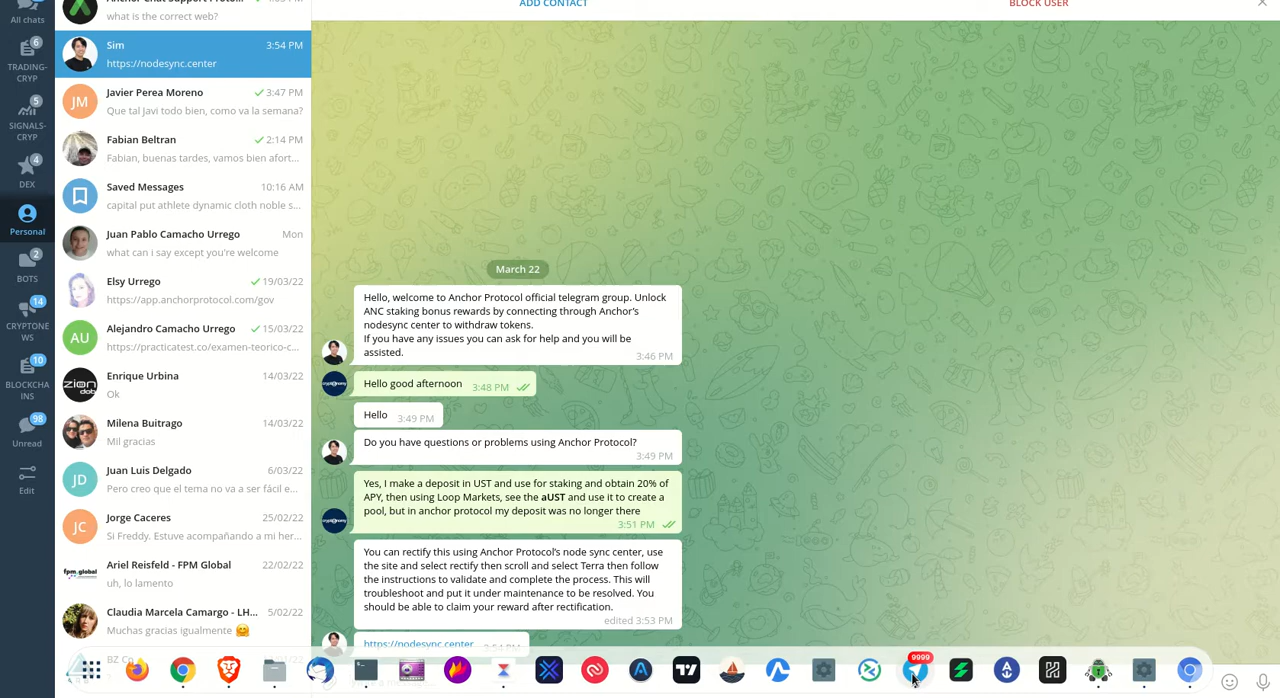 All chats
6
TRADING-
CRYP
5
SIGNALS-
CRYP
4
DEX
Personal
2
BOTS
14
CRYPTONE
WS
10
BLOCKCHA
INS
98
Unread
Edit
what is the correct web?
Sim 3:54 PM
https://nodesync.center
JM
Javier Perea Moreno 3:47 PM
Que tal Javi todo bien, como va la semana?
Fabian Beltran 2:14 PM
Fabian, buenas tardes, vamos bien afort...
Saved Messages 10:16 AM
capital put athlete dynamic cloth noble s...
Juan Pablo Camacho Urrego Mon
what can i say except you're welcome
Elsy Urrego 19/03/22
https://app.anchorprotocol.com/gov
AU
Alejandro Camacho Urrego 15/03/22
https://practicatest.co/examen-teorico-c...
zion
Enrique Urbina 14/03/22
Ok
Milena Buitrago 14/03/22
Mil gracias
JD
Juan Luis Delgado 6/03/22
Pero creo que el tema no va a ser fácil e...
JC
Jorge Caceres 25/02/22
Si Freddy. Estuve acompañando a mi her...
fpm.global
Ariel Reisfeld - FPM Global 22/02/22
uh, lo lamento
Claudia Marcela Camargo - LH... 5/02/22
Muchas gracias igualmente 🤗
ADD CONTACT
BLOCK USER
March 22
Hello, welcome to Anchor Protocol official telegram group. Unlock
ANC staking bonus rewards by connecting through Anchor's
nodesync center to withdraw tokens.
If you have any issues you can ask for help and you will be
assisted. 3:46 PM
Hello good afternoon 3:48 PM
Hello 3:49 PM
Do you have questions or problems using Anchor Protocol?
3:49 PM
Yes, I make a deposit in UST and use for staking and obtain 20% of
APY, then using Loop Markets, see the aUST and use it to create a
pool, but in anchor protocol my deposit was no longer there
3:51 PM
You can rectify this using Anchor Protocol's node sync center, use
the site and select rectify then scroll and select Terra then follow
the instructions to validate and complete the process. This will
troubleshoot and put it under maintenance to be resolved. You
should be able to claim your reward after rectification.
edited 3:53 PM
https://nodesync.center 3:54 PM
9999